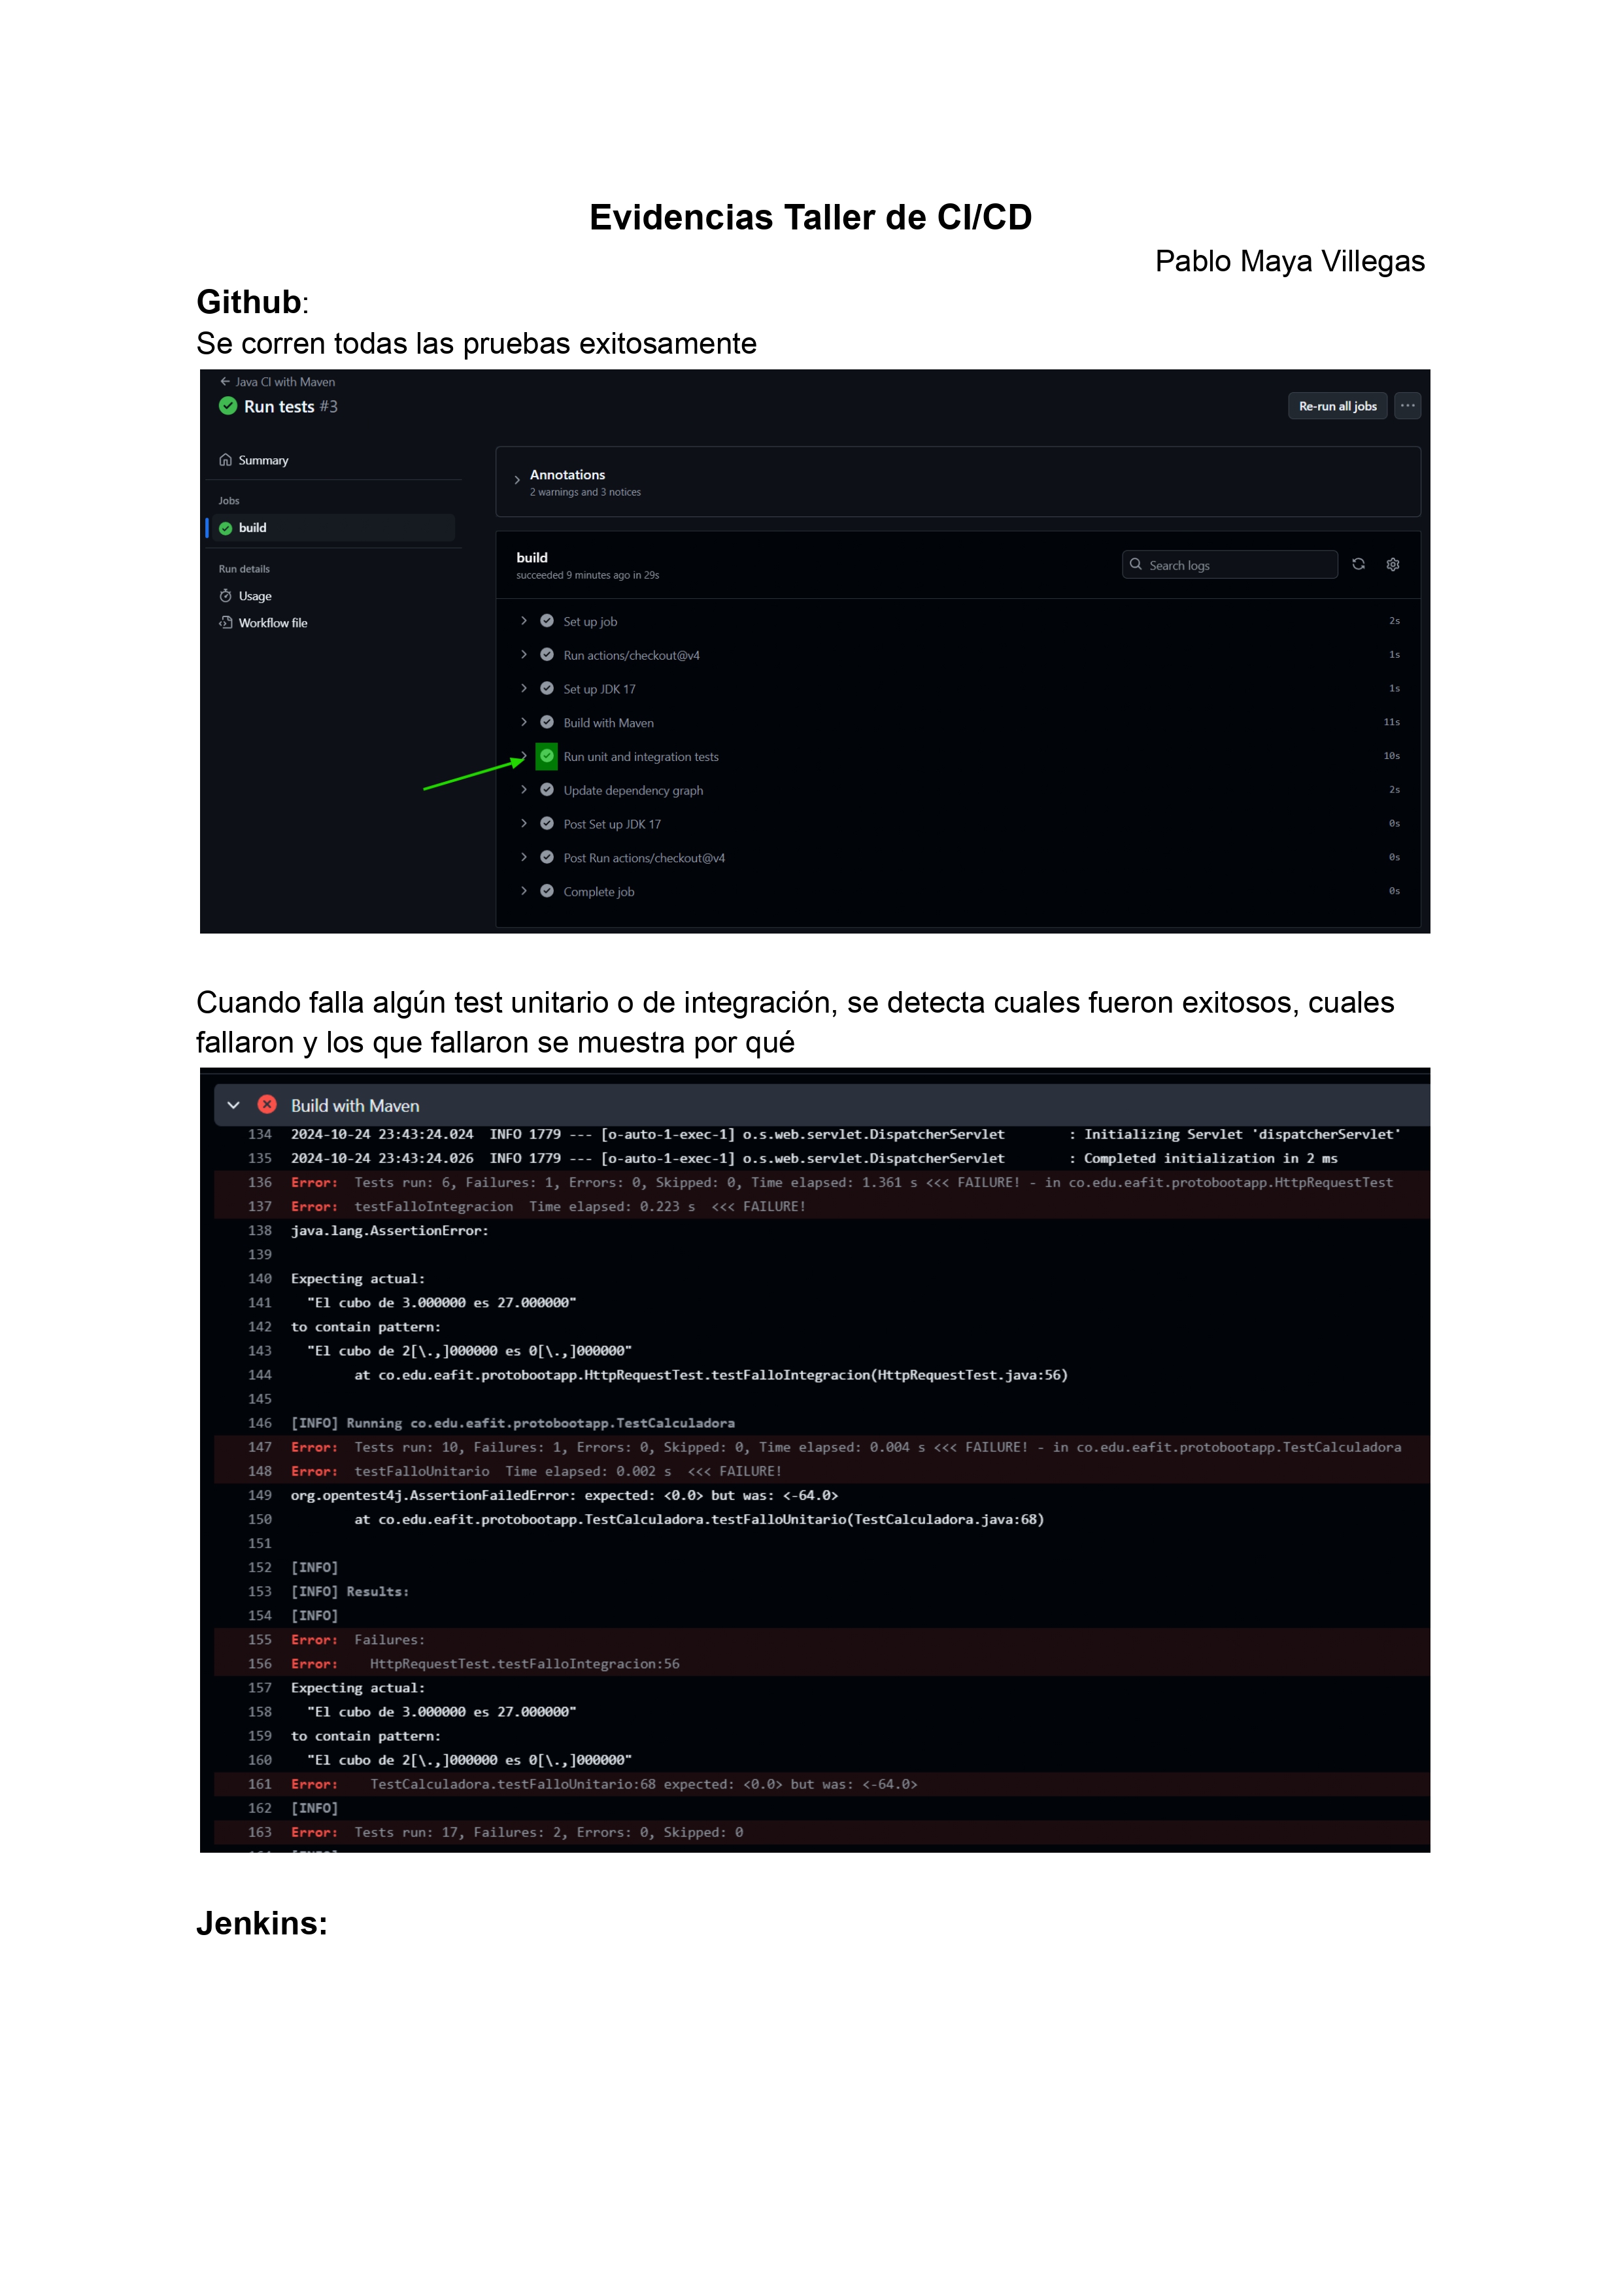 Evidencias Taller de CI/CD
Pablo Maya Villegas
Github:
Se corren todas las pruebas exitosamente
← Java CI with Maven
Run tests #3
Re-run all jobs
...
Summary
Jobs
build
Run details
Usage
Workflow file
Annotations
2 warnings and 3 notices
build
succeeded 9 minutes ago in 29s
Search logs
Set up job 2s
Run actions/checkout@v4 1s
Set up JDK 17 1s
Build with Maven 11s
Run unit and integration tests 10s
Update dependency graph 2s
Post Set up JDK 17 0s
Post Run actions/checkout@v4 0s
Complete job 0s
Cuando falla algún test unitario o de integración, se detecta cuales fueron exitosos, cuales
fallaron y los que fallaron se muestra por qué
Build with Maven
134 2024-10-24 23:43:24.024 INFO 1779 --- [o-auto-1-exec-1] o.s.web.servlet.DispatcherServlet : Initializing Servlet 'dispatcherServlet'
135 2024-10-24 23:43:24.026 INFO 1779 --- [o-auto-1-exec-1] o.s.web.servlet.DispatcherServlet : Completed initialization in 2 ms
136 Error: Tests run: 6, Failures: 1, Errors: 0, Skipped: 0, Time elapsed: 1.361 s <<< FAILURE! - in co.edu.eafit.protobootapp.HttpRequestTest
137 Error: testFalloIntegracion Time elapsed: 0.223 s <<< FAILURE!
138 java.lang.AssertionError:
139
140 Expecting actual:
141 "El cubo de 3.000000 es 27.000000"
142 to contain pattern:
143 "El cubo de 2[\.,]000000 es 0[\.,]000000"
144 at co.edu.eafit.protobootapp.HttpRequestTest.testFalloIntegracion(HttpRequestTest.java:56)
145
146 [INFO] Running co.edu.eafit.protobootapp.TestCalculadora
147 Error: Tests run: 10, Failures: 1, Errors: 0, Skipped: 0, Time elapsed: 0.004 s <<< FAILURE! - in co.edu.eafit.protobootapp.TestCalculadora
148 Error: testFalloUnitario Time elapsed: 0.002 s <<< FAILURE!
149 org.opentest4j.AssertionFailedError: expected: <0.0> but was: <-64.0>
150 at co.edu.eafit.protobootapp.TestCalculadora.testFalloUnitario(TestCalculadora.java:68)
151
152 [INFO]
153 [INFO] Results:
154 [INFO]
155 Error: Failures:
156 Error: HttpRequestTest.testFalloIntegracion:56
157 Expecting actual:
158 "El cubo de 3.000000 es 27.000000"
159 to contain pattern:
160 "El cubo de 2[\.,]000000 es 0[\.,]000000"
161 Error: TestCalculadora.testFalloUnitario:68 expected: <0.0> but was: <-64.0>
162 [INFO]
163 Error: Tests run: 17, Failures: 2, Errors: 0, Skipped: 0
Jenkins: